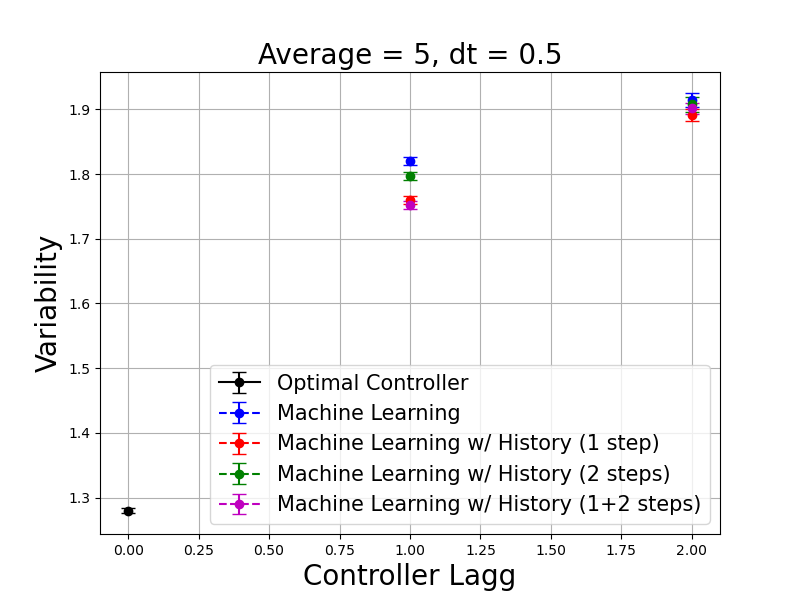 Average = 5, dt = 0.5
Variability
1.9
1.8
1.7
1.6
1.5
1.4
1.3
Optimal Controller
Machine Learning
Machine Learning w/ History (1 step)
Machine Learning w/ History (2 steps)
Machine Learning w/ History (1+2 steps)
0.00 0.25 0.50 0.75 1.00 1.25 1.50 1.75 2.00
Controller Lagg